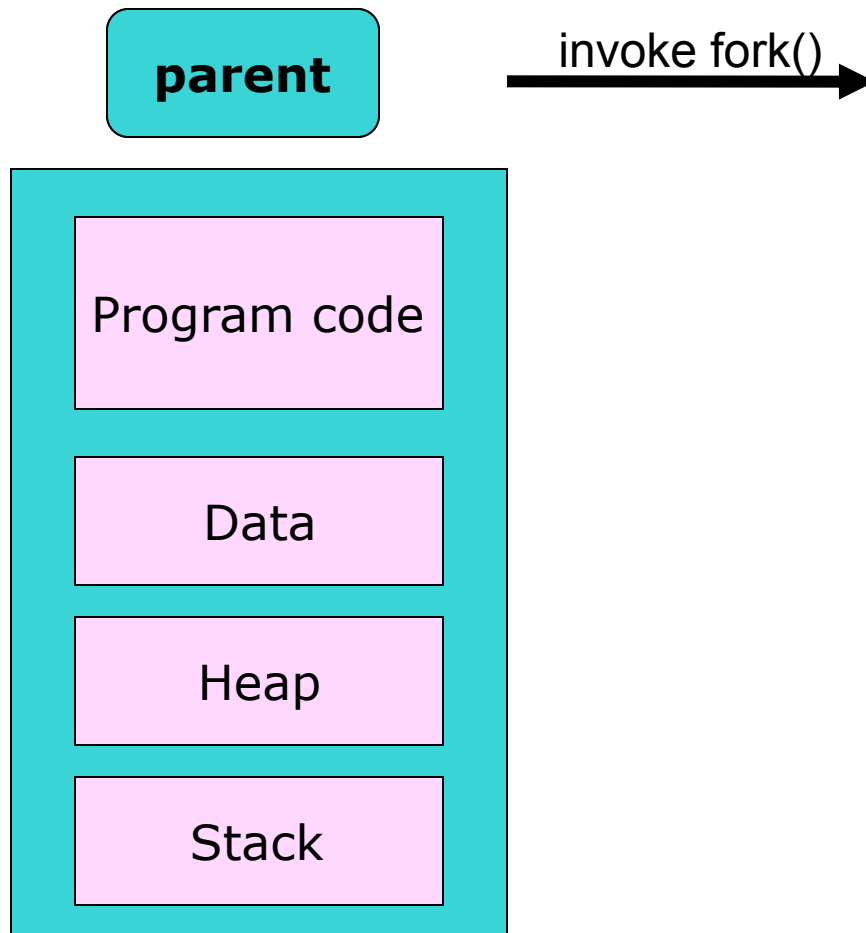 parent
invoke fork()
Program code
Data
Heap
Stack